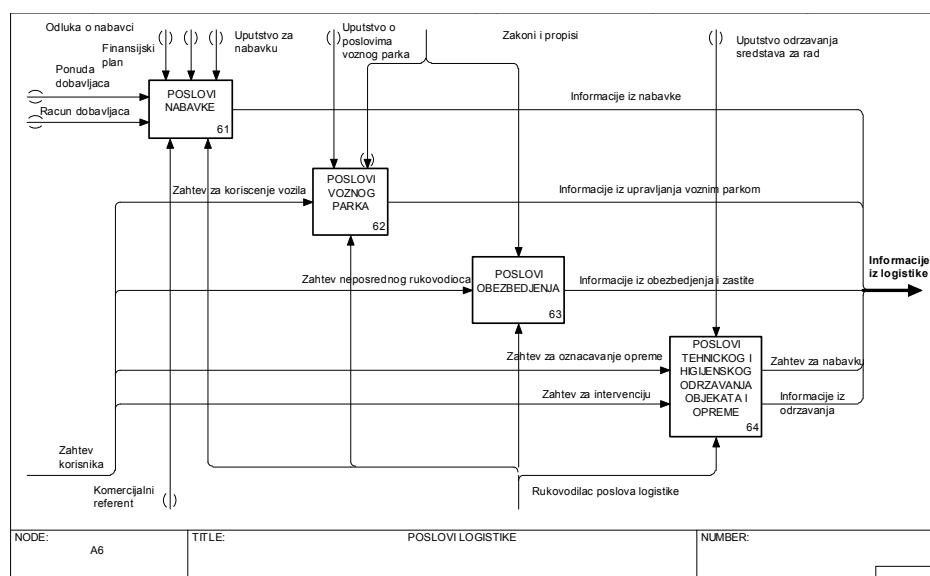 Odluka o nabavci
Finansijski
plan
Uputstvo za
nabavku
Uputstvo o
poslovima
voznog parka
Zakoni i propisi
Uputstvo odrzavanja
sredstava za rad
Ponuda
dobavljaca
Racun dobavljaca
POSLOVI
NABAVKE
61
Informacije iz nabavke
Zahtev za koriscenje vozila
POSLOVI
VOZNOG
PARKA
62
Informacije iz upravljanja voznim parkom
Zahtev neposrednog rukovodioca
POSLOVI
OBEZBEDJENJA
63
Informacije iz obezbedjenja i zastite
Informacije
iz logistike
Zahtev za oznacavanje opreme
Zahtev za intervenciju
POSLOVI
TEHNICKOG I
HIGIJENSKOG
ODRZAVANJA
OBJEKATA I
OPREME
64
Zahtev za nabavku
Informacije iz
odrzavanja
Zahtev
korisnika
Komercijalni
referent
Rukovodilac poslova logistike
NODE:
A6
TITLE:
POSLOVI LOGISTIKE
NUMBER: